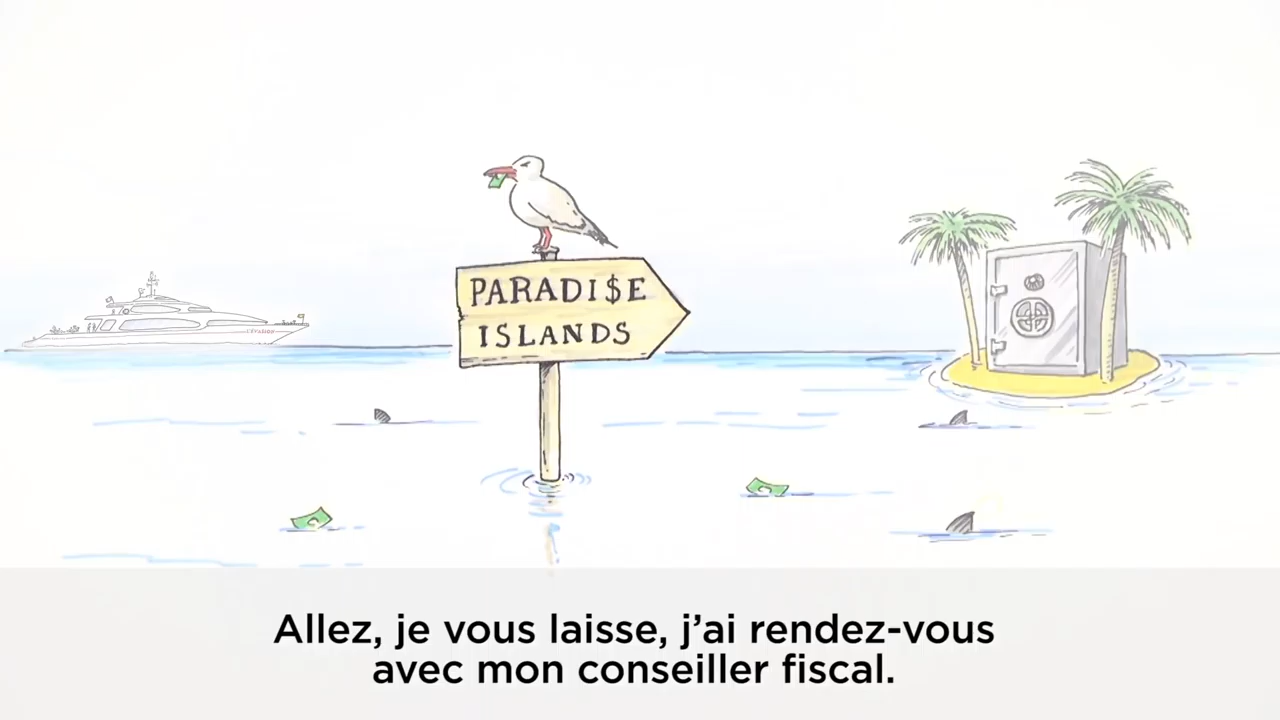 PARADI$E
ISLANDS
Allez, je vous laisse, j’ai rendez-vous
avec mon conseiller fiscal.